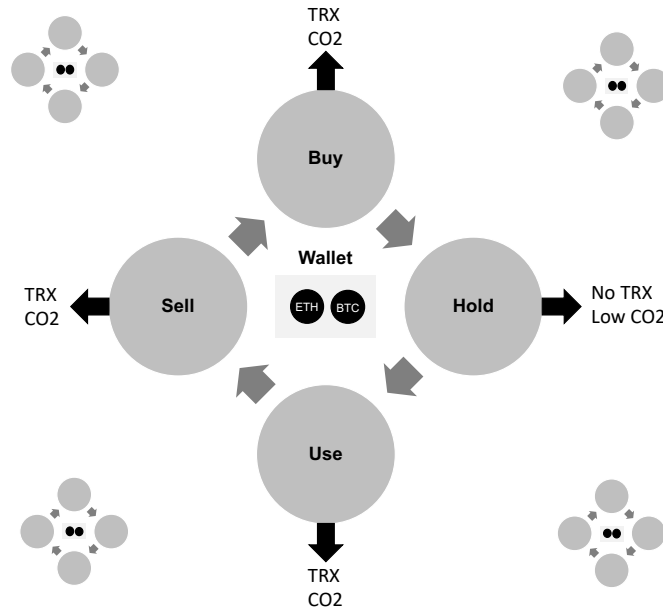 TRX
CO2
Buy
Wallet
TRX
CO2
Sell
ETH BTC
Hold
No TRX
Low CO2
Use
TRX
CO2